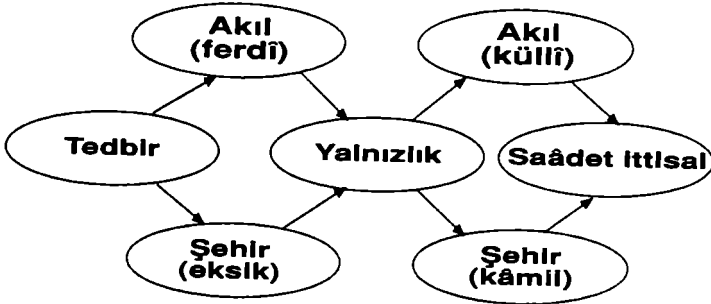 Akıl
(ferdî)
Akıl
(küllî)
Tedbir
Yalnızlık
Saâdet ittisal
Şehir
(eksik)
Şehir
(kâmil)